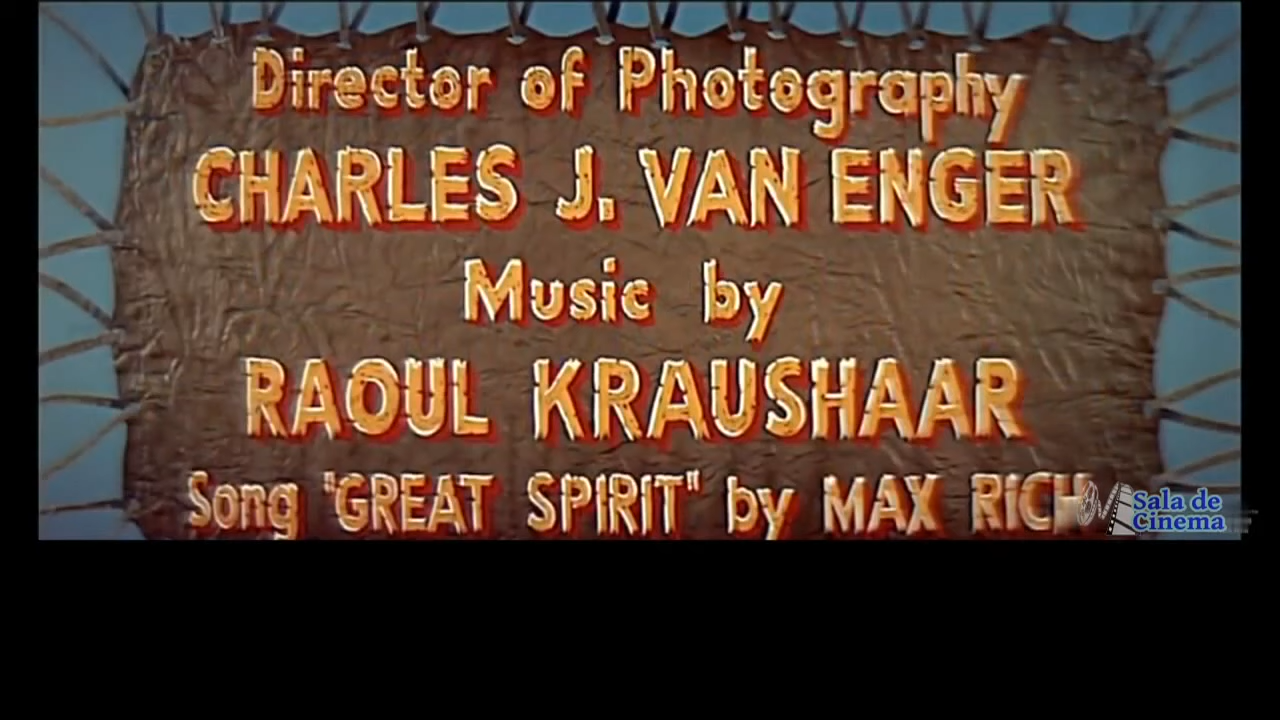 Director of Photography
CHARLES J. VAN ENGER
Music by
RAOUL KRAUSHAAR
Song "GREAT SPIRIT" by MAX RICH
Sala de
Cinema